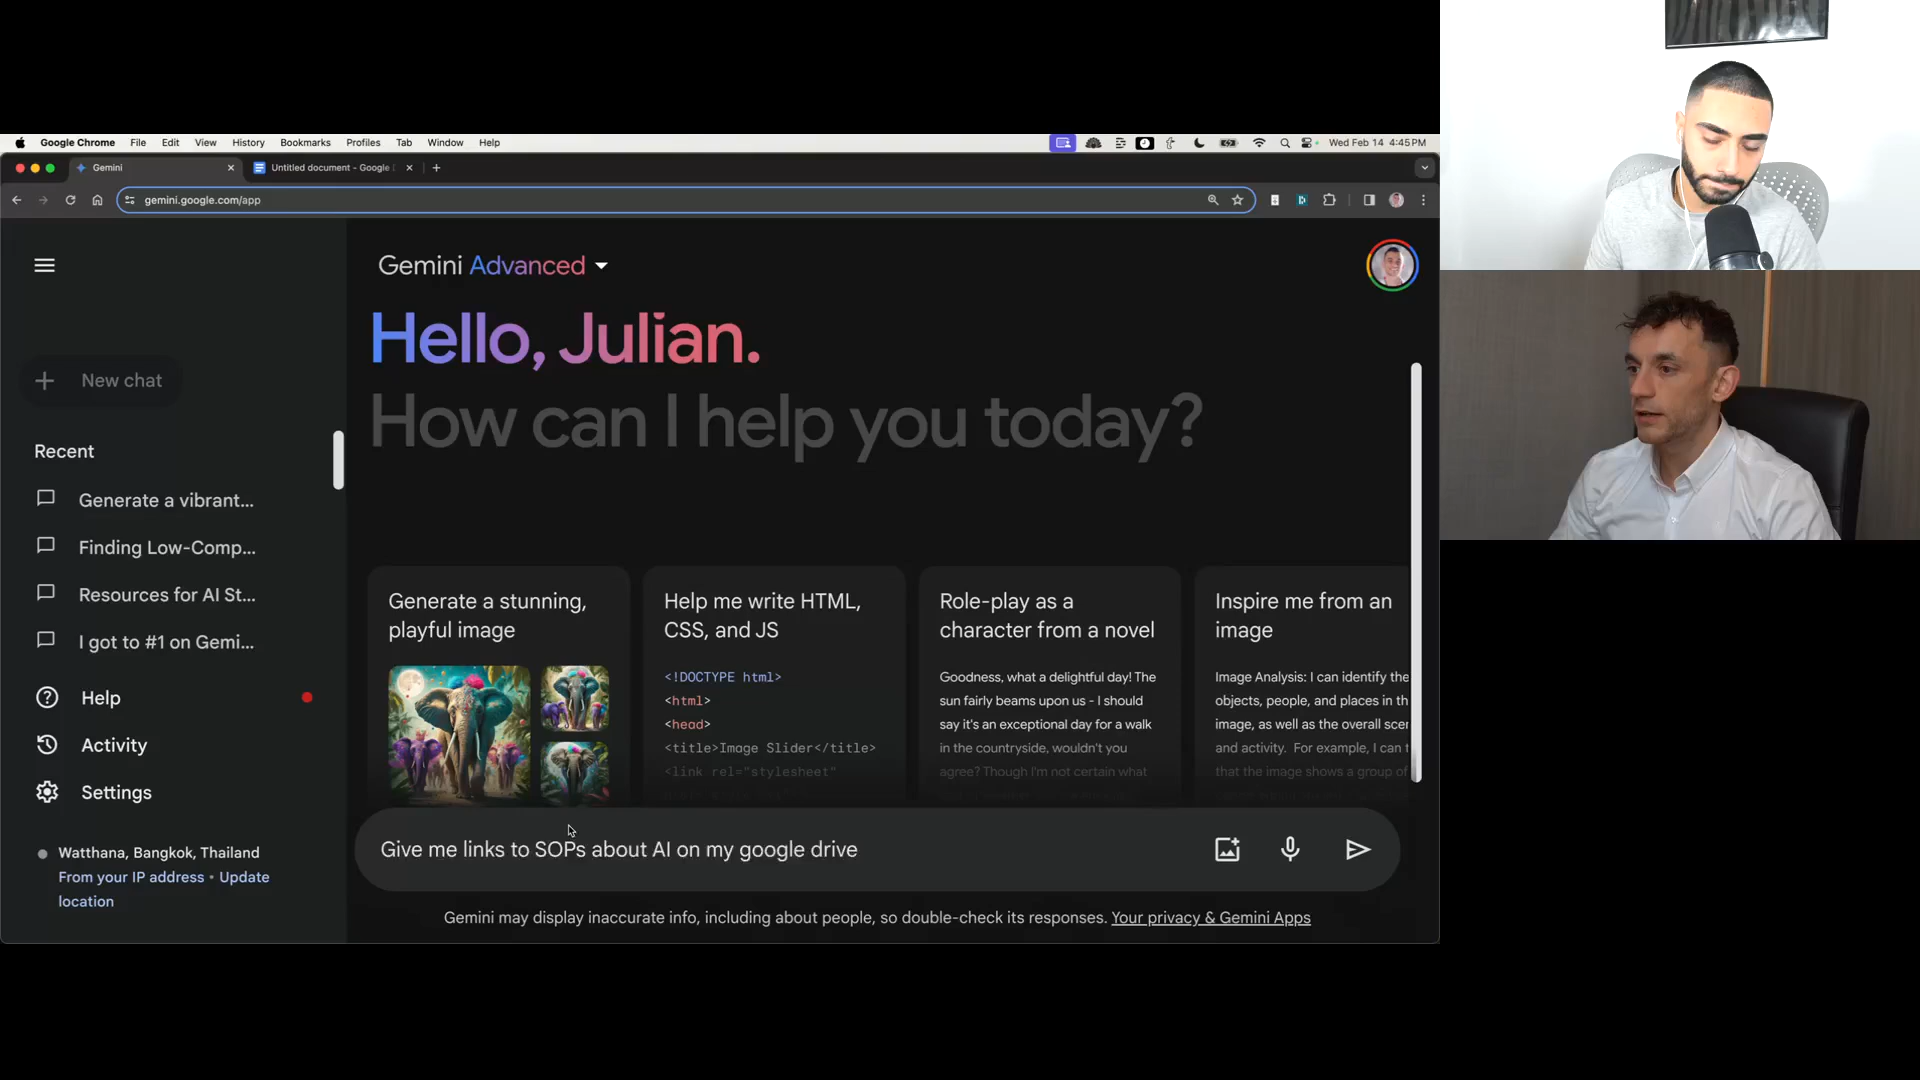 Google Chrome File Edit View History Bookmarks Profiles Tab Window Help
Wed Feb 14 4:45 PM
Gemini
Untitled document - Google
gemini.google.com/app
Gemini Advanced
Hello, Julian.
How can I help you today?
New chat
Recent
Generate a vibrant...
Finding Low-Comp...
Resources for AI St...
I got to #1 on Gemi...
Help
Activity
Settings
Watthana, Bangkok, Thailand
From your IP address • Update
location
Generate a stunning,
playful image
Help me write HTML,
CSS, and JS
<!DOCTYPE html>
<html>
<head>
<title>Image Slider</title>
<link rel="stylesheet"
Role-play as a
character from a novel
Goodness, what a delightful day! The
sun fairly beams upon us - I should
say it's an exceptional day for a walk
in the countryside, wouldn't you
agree? Though I'm not certain what
Inspire me from an
image
Image Analysis: I can identify the
objects, people, and places in th
image, as well as the overall scer
and activity. For example, I can t
that the image shows a group of
Give me links to SOPs about AI on my google drive
Gemini may display inaccurate info, including about people, so double-check its responses. Your privacy & Gemini Apps